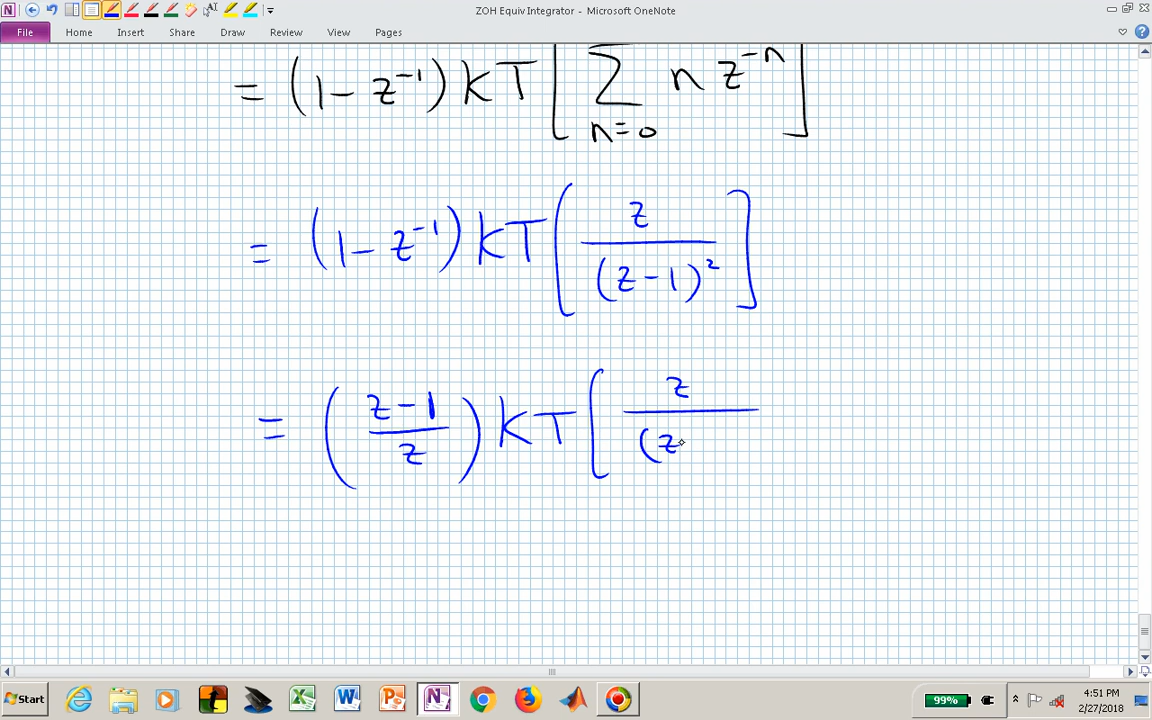 ZOH Equiv Integrator - Microsoft OneNote
File Home Insert Share Draw Review View Pages
= (1 - z⁻¹) kT [ ∑ n=0 n z⁻ⁿ ]
= (1 - z⁻¹) kT [ z / (z - 1)² ]
= ( z - 1 / z ) kT [ z / (z
Start
99%
4:51 PM
2/27/2018